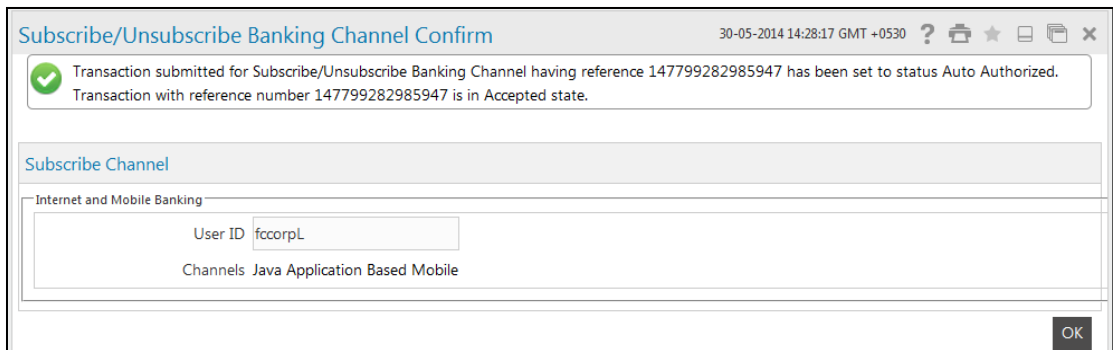 Subscribe/Unsubscribe Banking Channel Confirm
30-05-2014 14:28:17 GMT +0530 ?
Transaction submitted for Subscribe/Unsubscribe Banking Channel having reference 147799282985947 has been set to status Auto Authorized.
Transaction with reference number 147799282985947 is in Accepted state.
Subscribe Channel
Internet and Mobile Banking
User ID fccorpL
Channels Java Application Based Mobile
OK